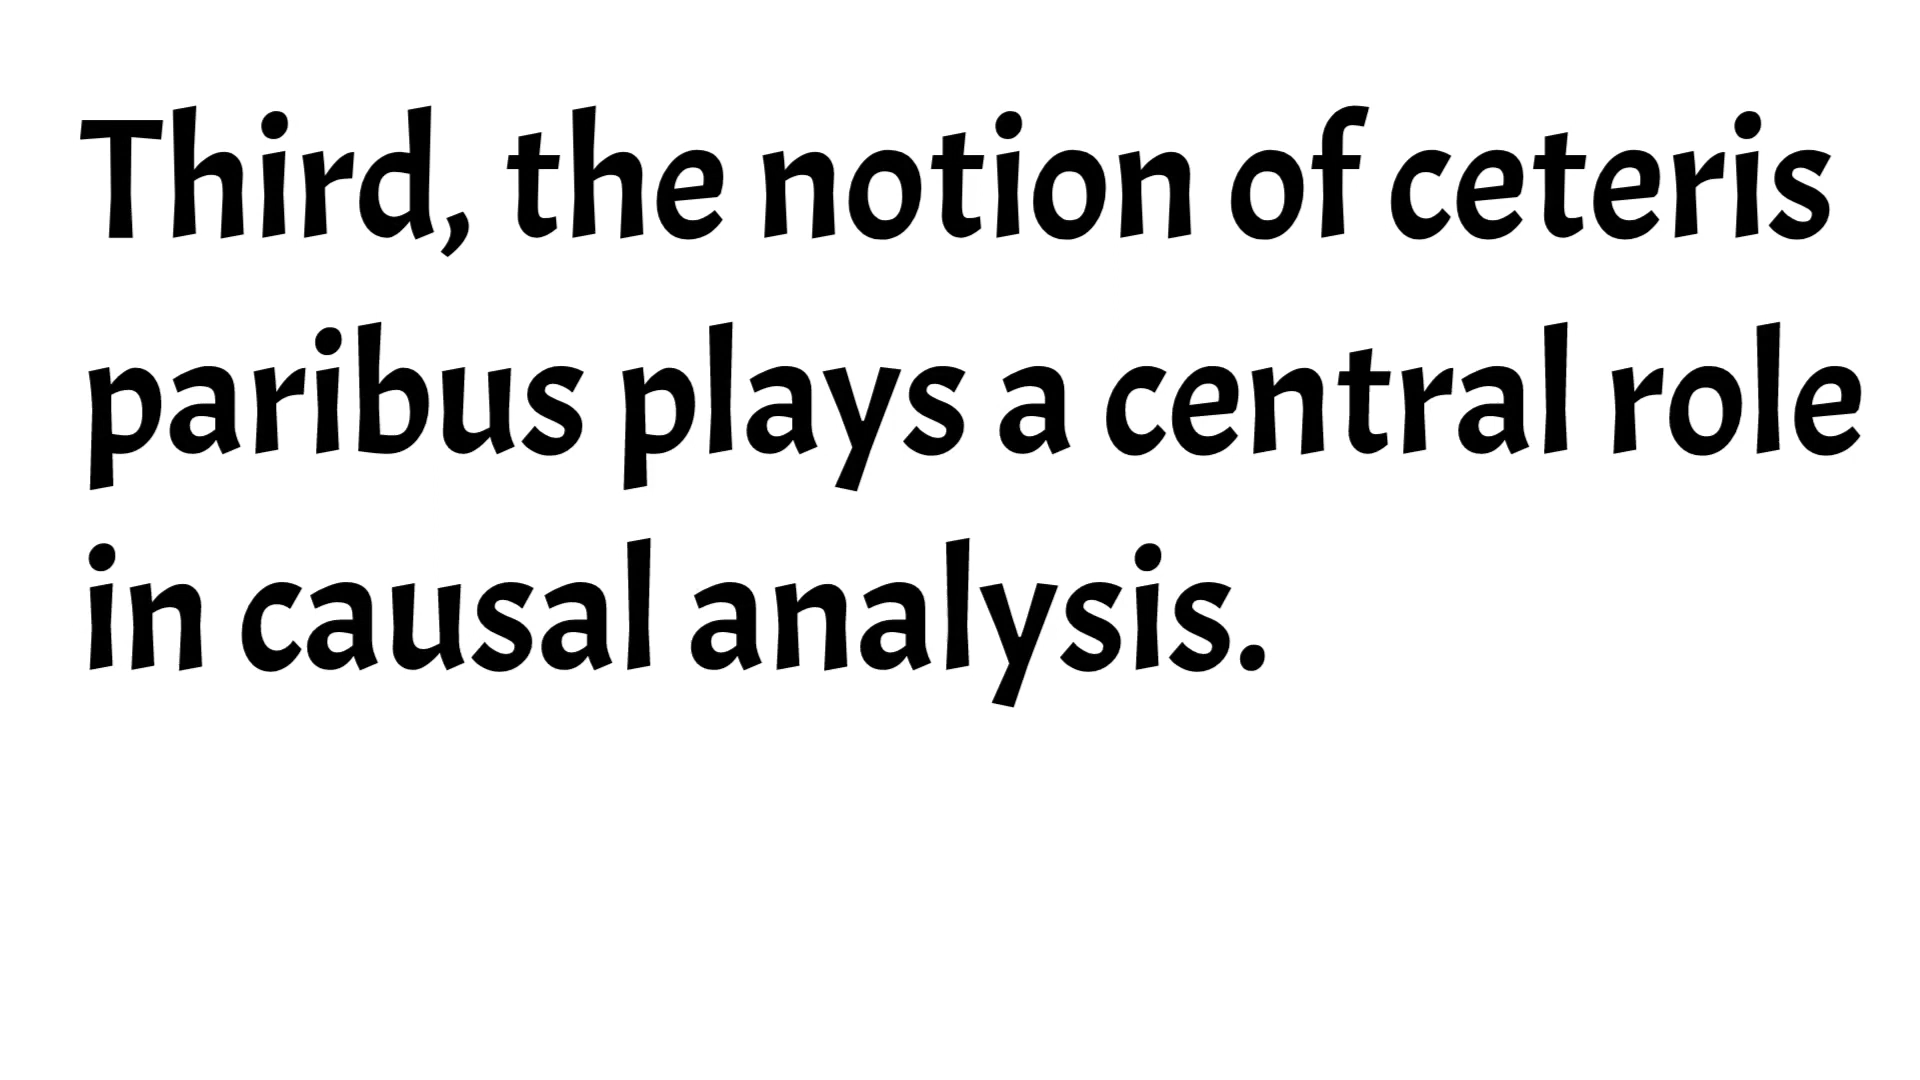 Third, the notion of ceteris
paribus plays a central role
in causal analysis.